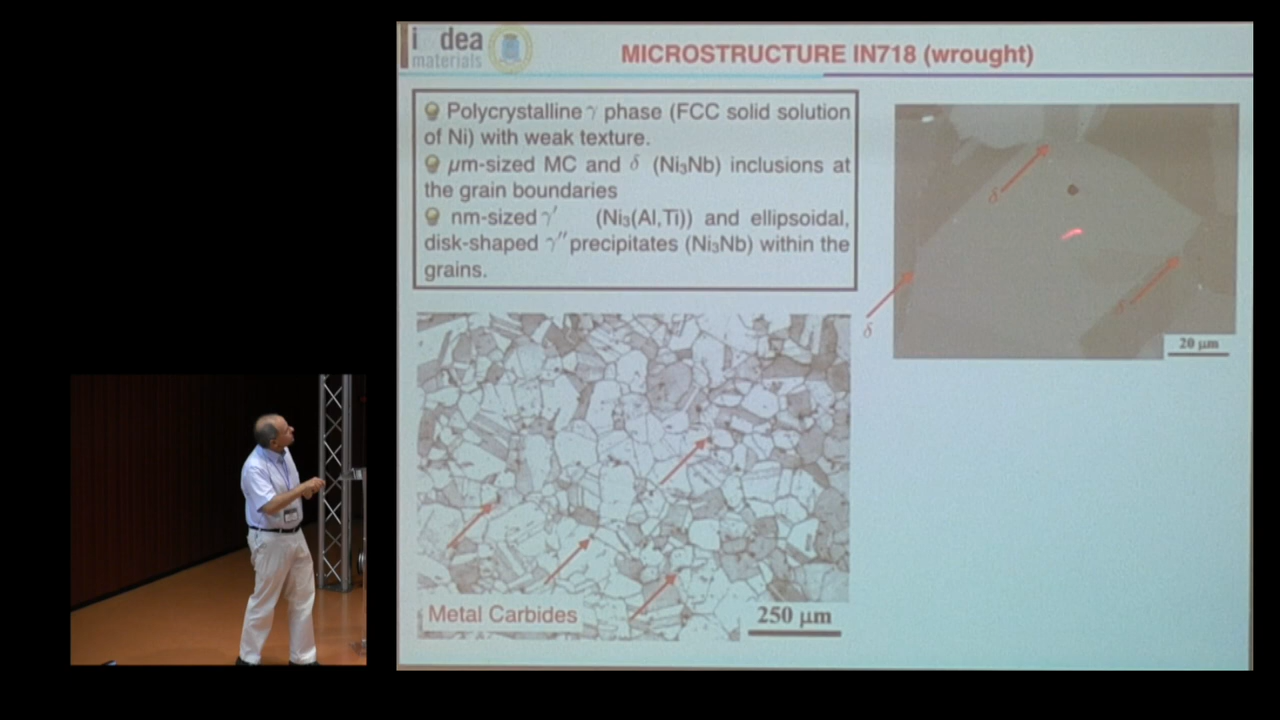 i dea
materials
MICROSTRUCTURE IN718 (wrought)
Polycrystalline γ phase (FCC solid solution
of Ni) with weak texture.
μm-sized MC and δ (Ni₃Nb) inclusions at
the grain boundaries
nm-sized γ′ (Ni₃(Al,Ti)) and ellipsoidal,
disk-shaped γ″ precipitates (Ni₃Nb) within the
grains.
δ
δ
δ
20 μm
Metal Carbides
250 μm